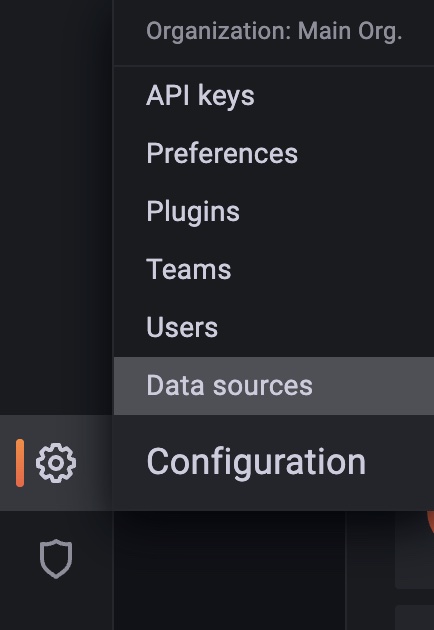 Organization: Main Org.
API keys
Preferences
Plugins
Teams
Users
Data sources
Configuration